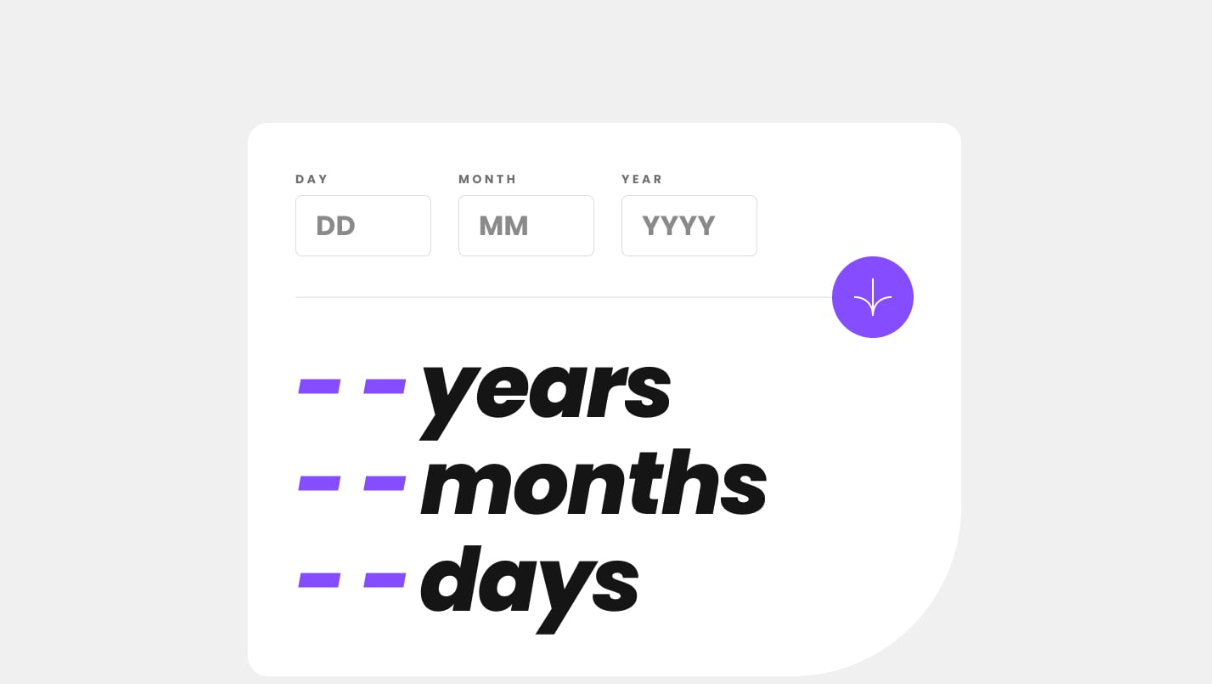 DAY MONTH YEAR
DD MM YYYY
- - years
- - months
- - days